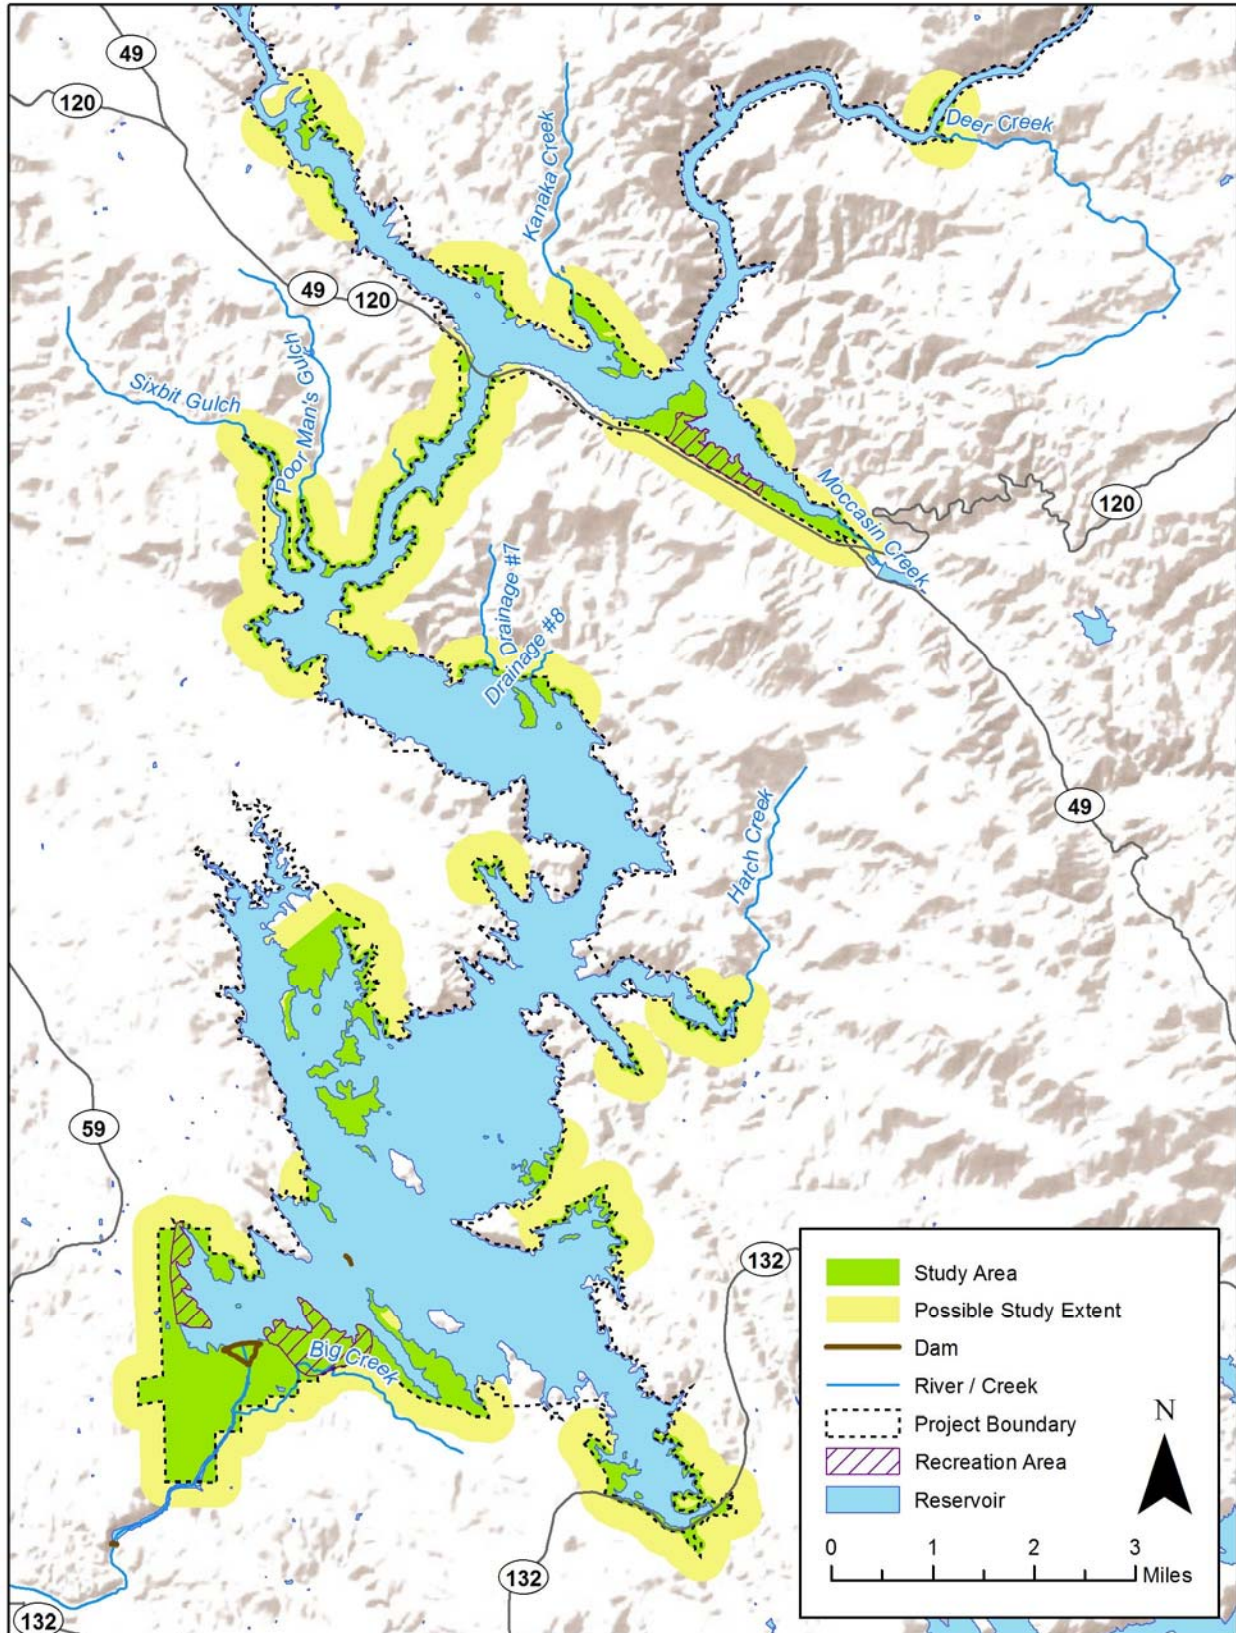 49
120
Deer Creek
Kanaka Creek
49
120
Poor Man's Gulch
Sixbit Gulch
120
Moccasin Creek
Drainage #7
Drainage #8
49
Hatch Creek
59
132
Big Creek
132
132
Study Area
Possible Study Extent
Dam
River / Creek
Project Boundary
Recreation Area
Reservoir
N
0 1 2 3
Miles